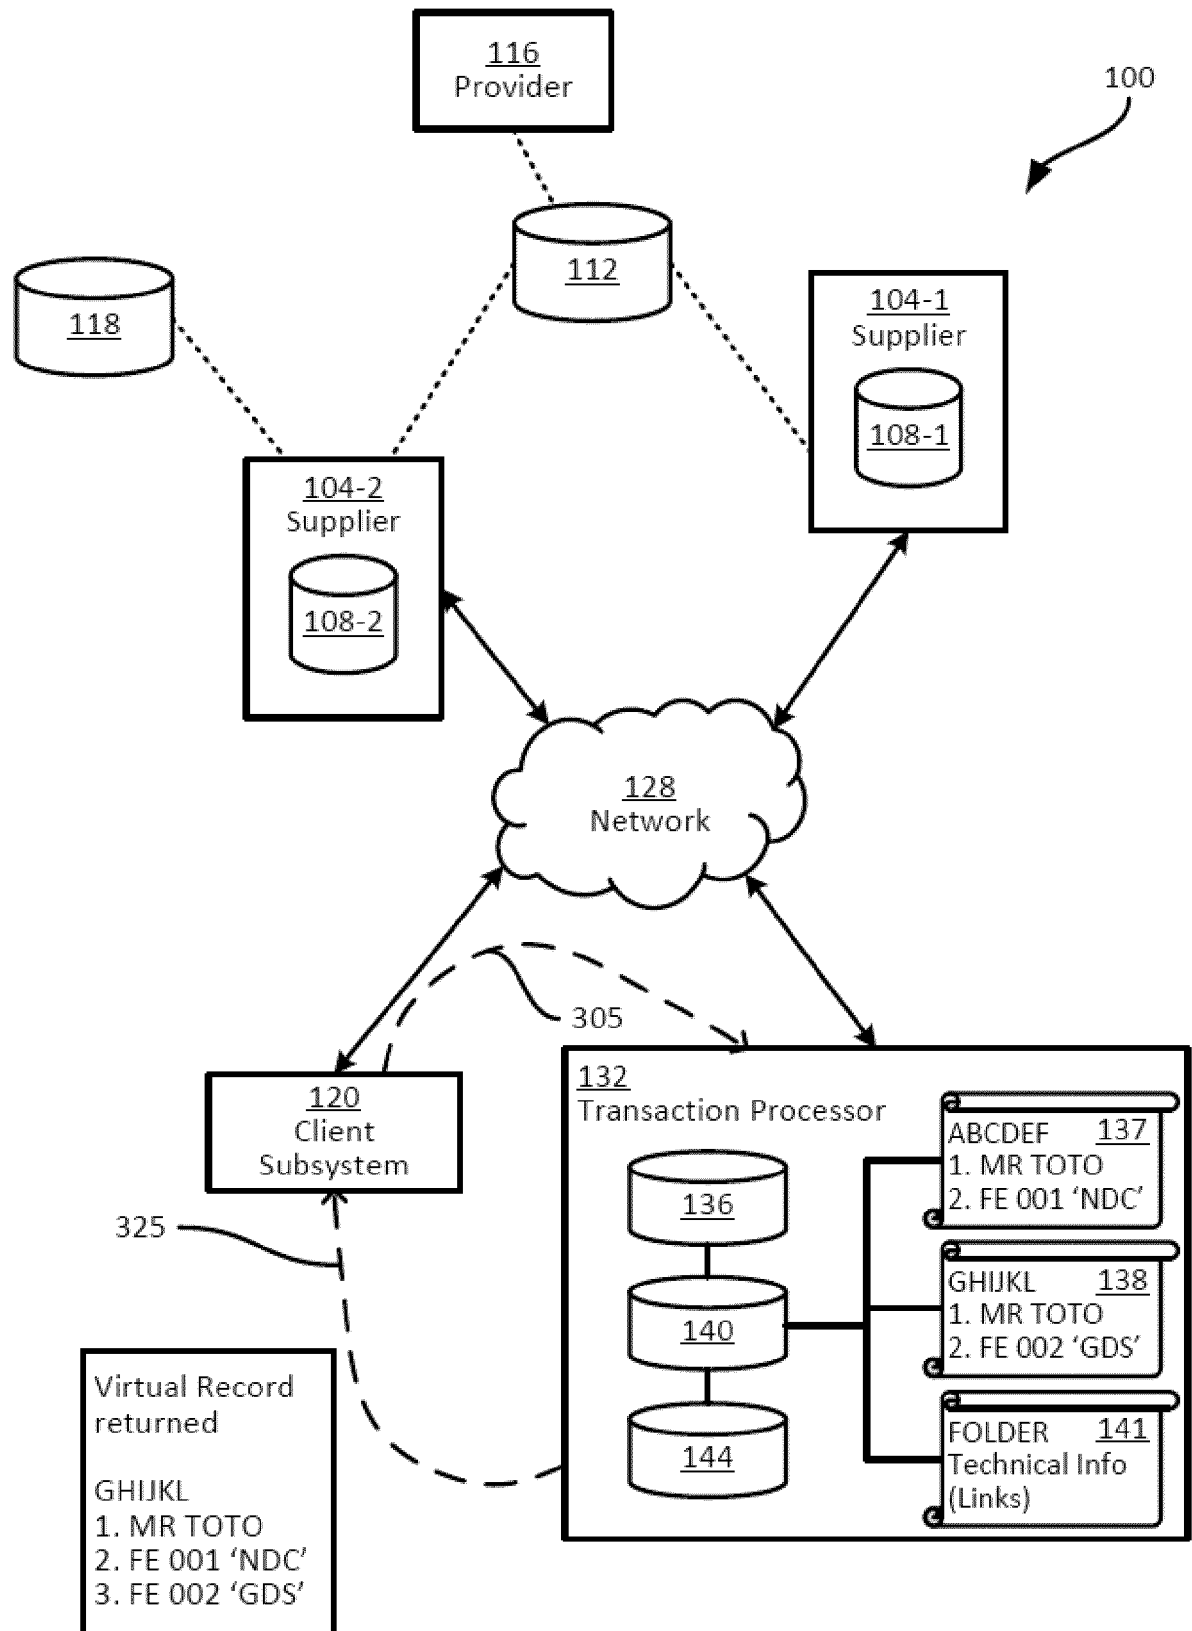 116
Provider
100
112
118
104-1
Supplier
108-1
104-2
Supplier
108-2
128
Network
305
120
Client
Subsystem
132
Transaction Processor
136
140
144
ABCDEF 137
1. MR TOTO
2. FE 001 ‘NDC’
GHIJKL 138
1. MR TOTO
2. FE 002 ‘GDS’
FOLDER 141
Technical Info
(Links)
325
Virtual Record
returned
GHIJKL
1. MR TOTO
2. FE 001 ‘NDC’
3. FE 002 ‘GDS’